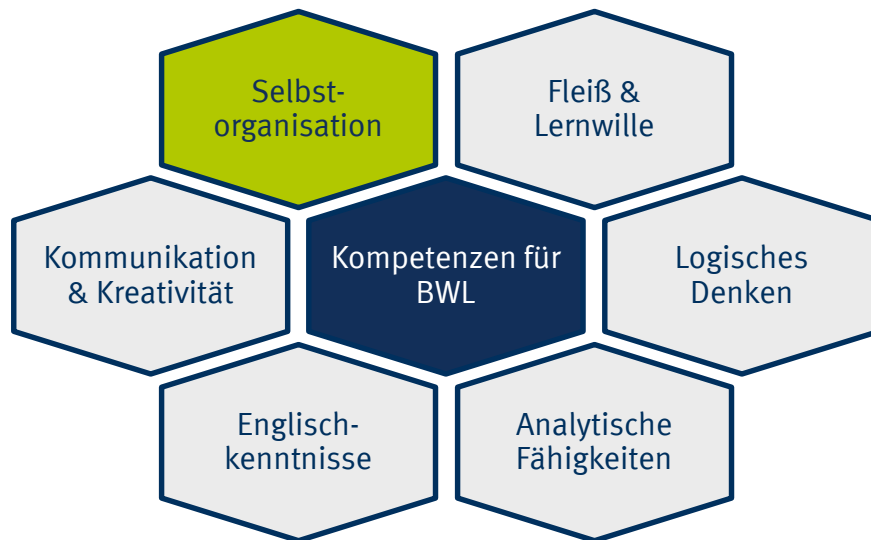 Selbst-
organisation
Fleiß &
Lernwille
Kommunikation
& Kreativität
Kompetenzen für
BWL
Logisches
Denken
Englisch-
kenntnisse
Analytische
Fähigkeiten